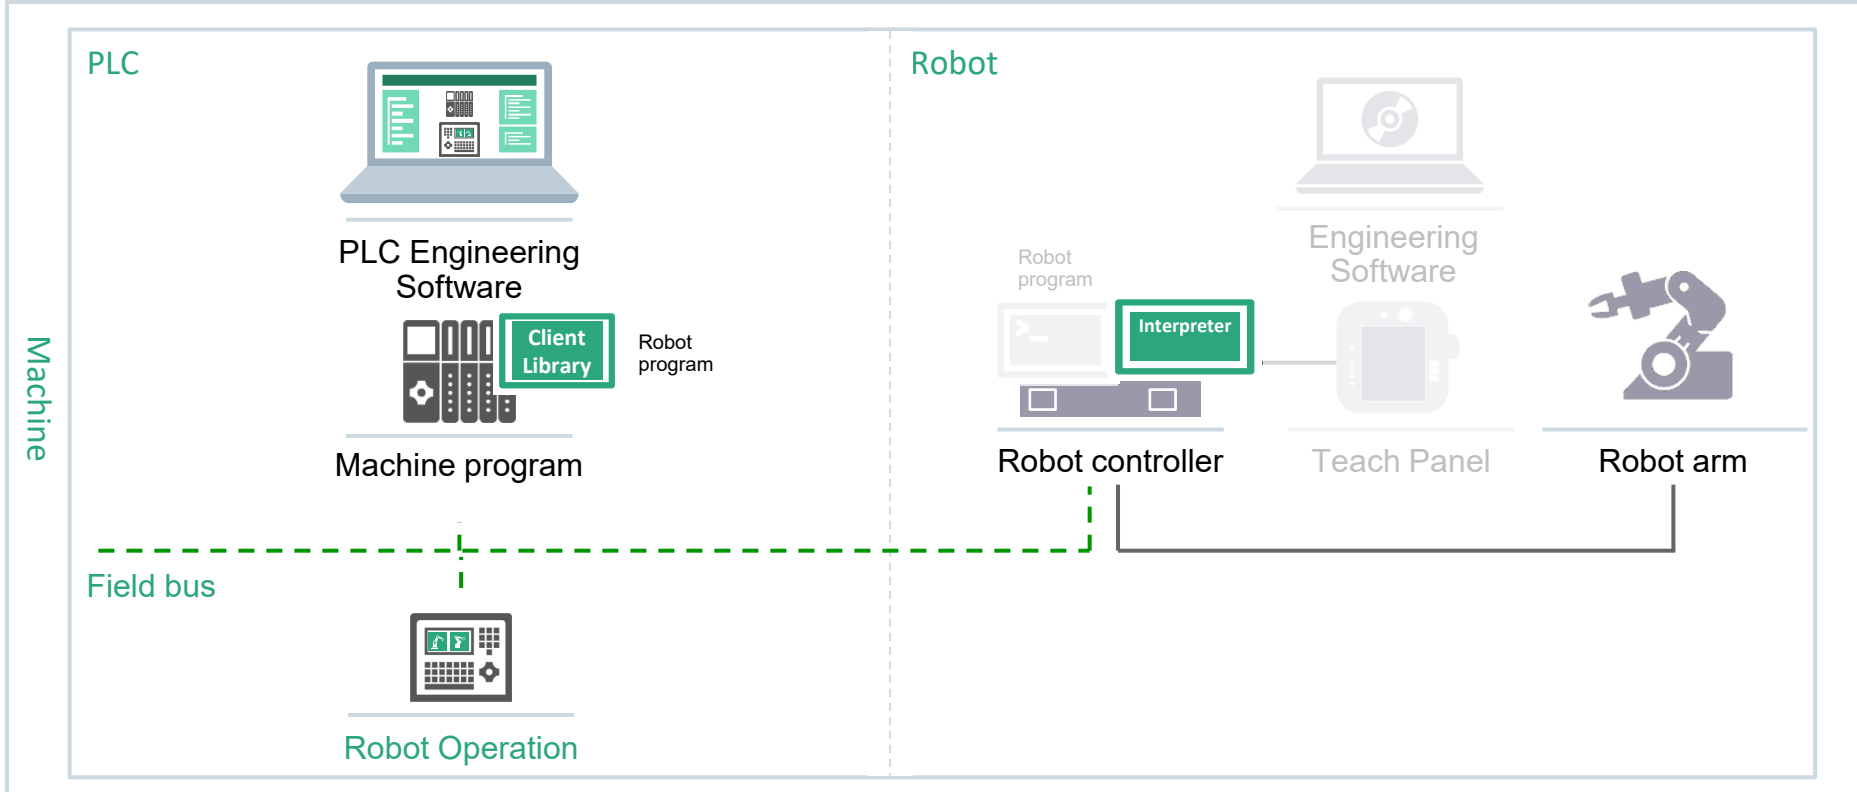 PLC
Robot
PLC Engineering
Software
Client
Library
Robot
program
Machine program
Machine
Field bus
Robot Operation
Engineering
Software
Robot
program
>_
Interpreter
Robot controller
Teach Panel
Robot arm